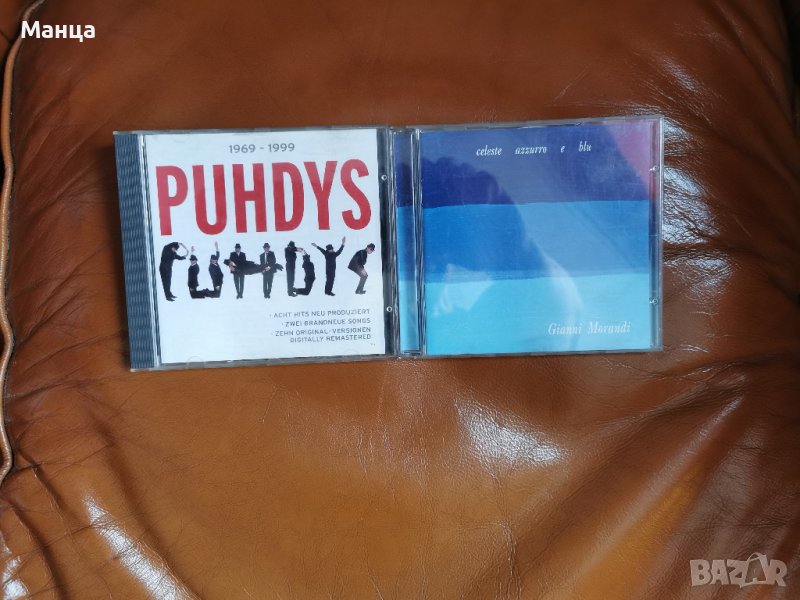 Манца
1969 - 1999
PUHDYS
PUHDYS
· ACHT HITS NEU PRODUZIERT
· ZWEI BRANDNEUE SONGS
· ZEHN ORIGINAL-VERSIONEN
DIGITALLY REMASTERED
celeste azzurro e blu
Gianni Morandi
BAZAR